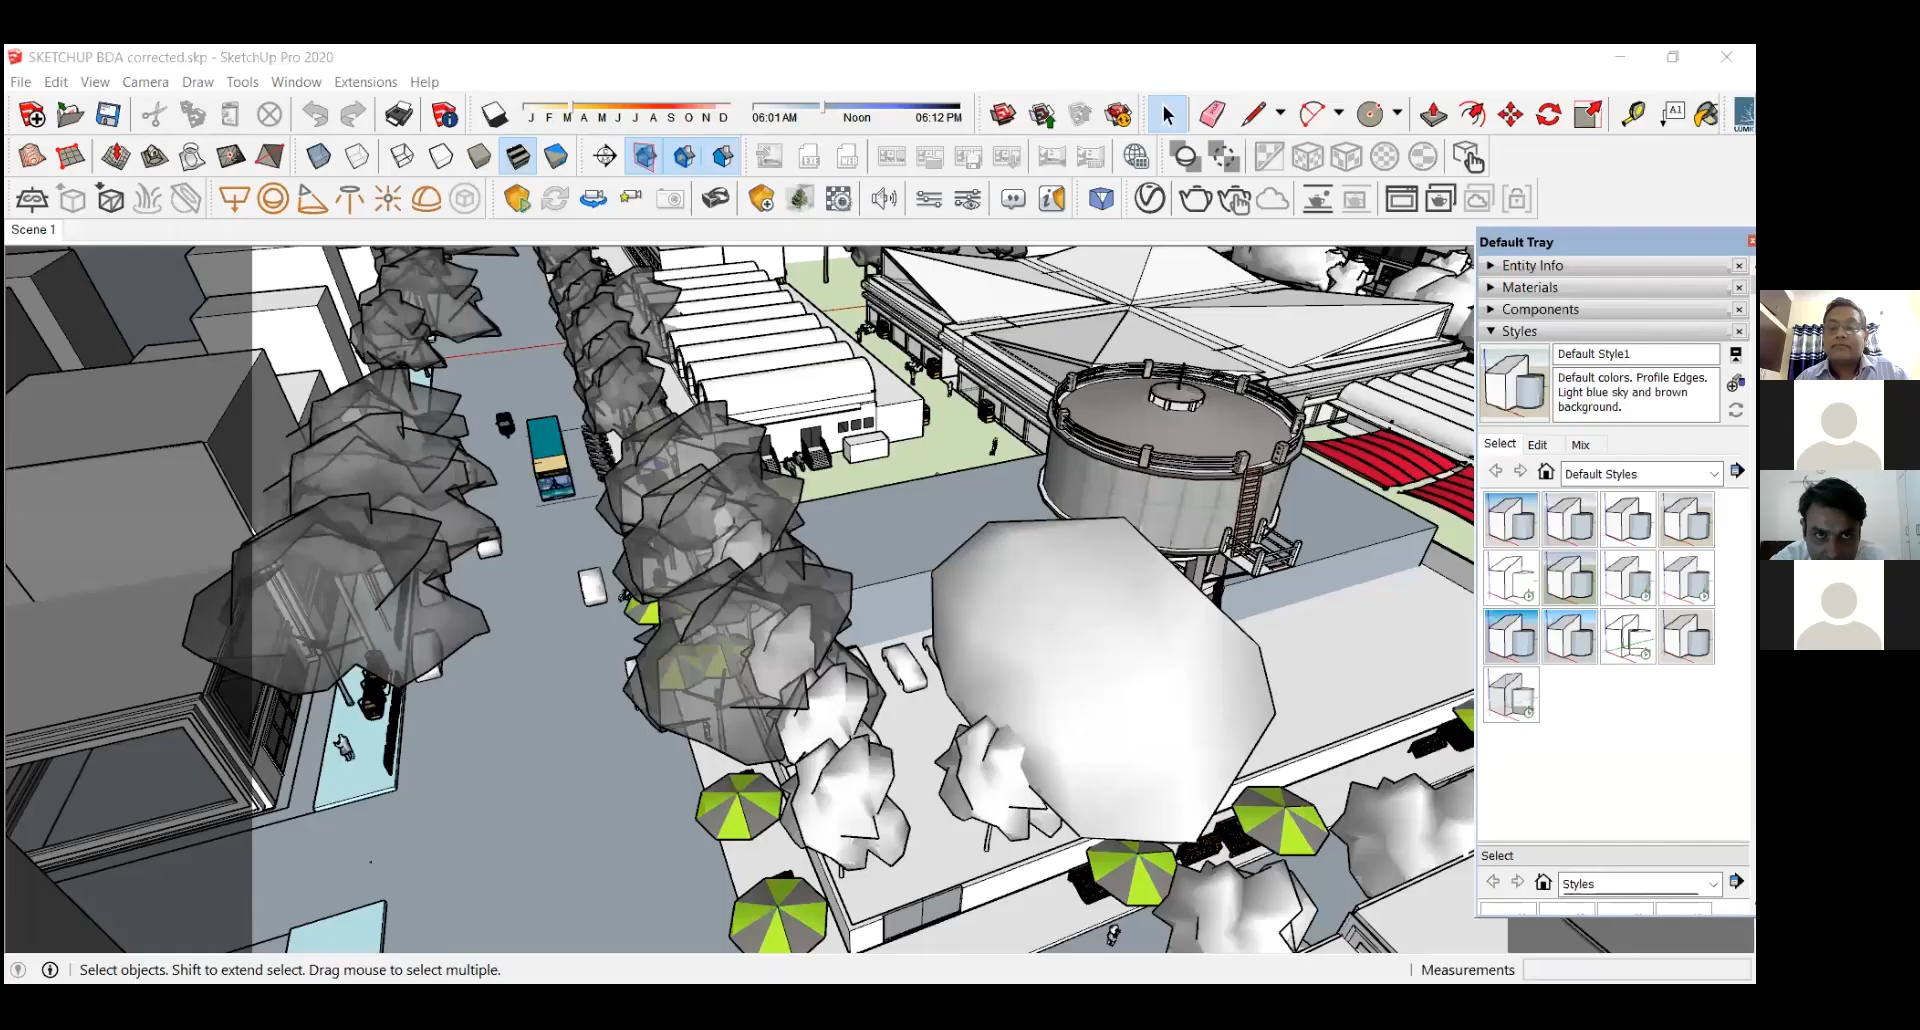 SKETCHUP BDA corrected.skp - SketchUp Pro 2020
File Edit View Camera Draw Tools Window Extensions Help
J F M A M J J A S O N D
06:01 AM Noon 06:12 PM
A1
Scene 1
Default Tray
Entity Info
Materials
Components
Styles
Default Style1
Default colors. Profile Edges.
Light blue sky and brown
background.
Select Edit Mix
Default Styles
Select
Styles
Select objects. Shift to extend select. Drag mouse to select multiple.
Measurements